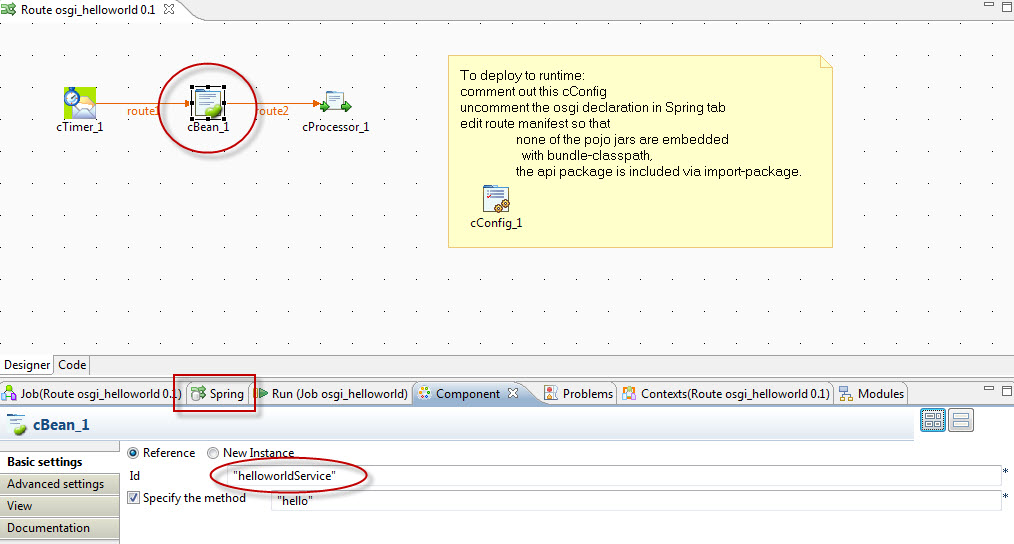 Route osgi_helloworld 0.1
To deploy to runtime:
comment out this cConfig
uncomment the osgi declaration in Spring tab
edit route manifest so that
none of the pojo jars are embedded
with bundle-classpath,
the api package is included via import-package.
route1
route2
cTimer_1
cBean_1
cProcessor_1
cConfig_1
Designer
Code
Job(Route osgi_helloworld 0.1)
Spring
Run (Job osgi_helloworld)
Component
Problems
Contexts(Route osgi_helloworld 0.1)
Modules
cBean_1
Basic settings
Advanced settings
View
Documentation
Reference
New Instance
Id
"helloworldService"
*
Specify the method
"hello"
*